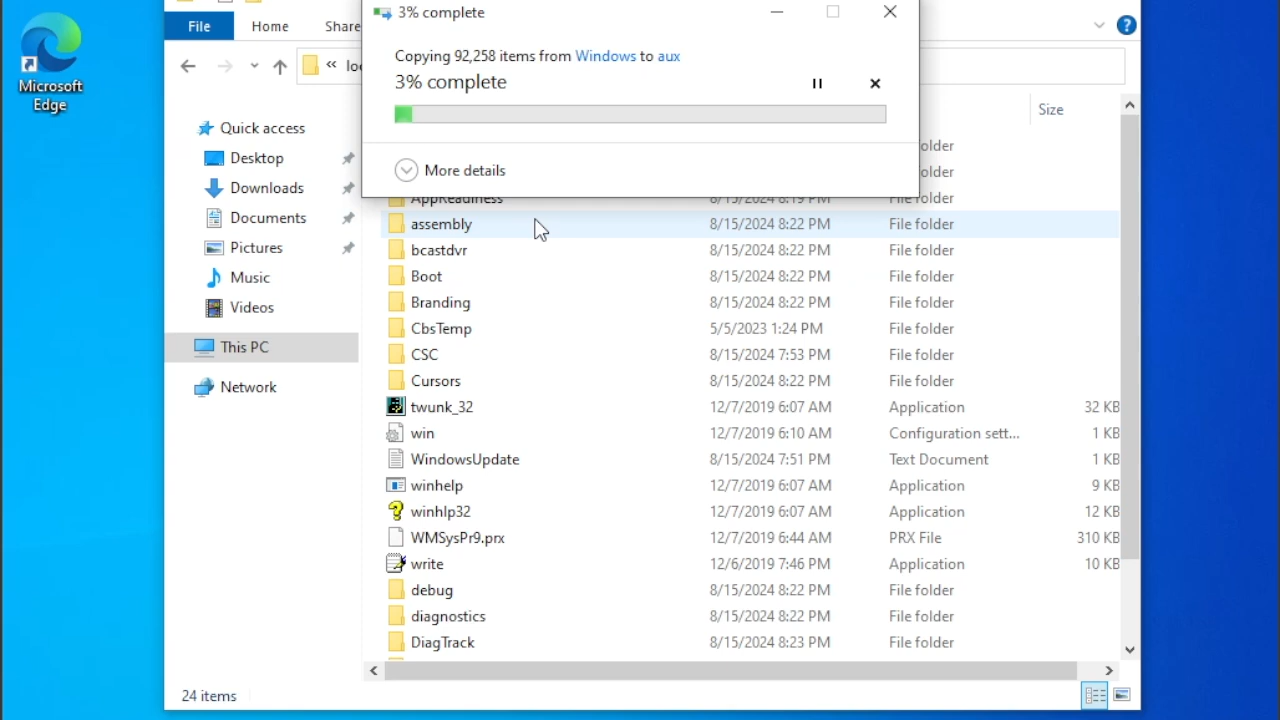 3% complete
File Home Share
Copying 92,258 items from Windows to aux
3% complete
Microsoft
Edge
Size
Quick access
Desktop
Downloads
Documents
Pictures
Music
Videos
This PC
Network
More details
AppReadiness 8/15/2024 8:19 PM File folder
assembly 8/15/2024 8:22 PM File folder
bcastdvr 8/15/2024 8:22 PM File folder
Boot 8/15/2024 8:22 PM File folder
Branding 8/15/2024 8:22 PM File folder
CbsTemp 5/5/2023 1:24 PM File folder
CSC 8/15/2024 7:53 PM File folder
Cursors 8/15/2024 8:22 PM File folder
twunk_32 12/7/2019 6:07 AM Application 32 KB
win 12/7/2019 6:10 AM Configuration sett... 1 KB
WindowsUpdate 8/15/2024 7:51 PM Text Document 1 KB
winhelp 12/7/2019 6:07 AM Application 9 KB
winhlp32 12/7/2019 6:07 AM Application 12 KB
WMSysPr9.prx 12/7/2019 6:44 AM PRX File 310 KB
write 12/6/2019 7:46 PM Application 10 KB
debug 8/15/2024 8:22 PM File folder
diagnostics 8/15/2024 8:22 PM File folder
DiagTrack 8/15/2024 8:23 PM File folder
24 items